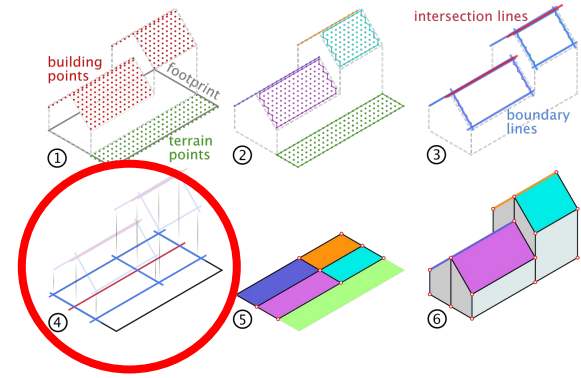 building
points
footprint
terrain
points
1
2
intersection lines
boundary
lines
3
4
5
6